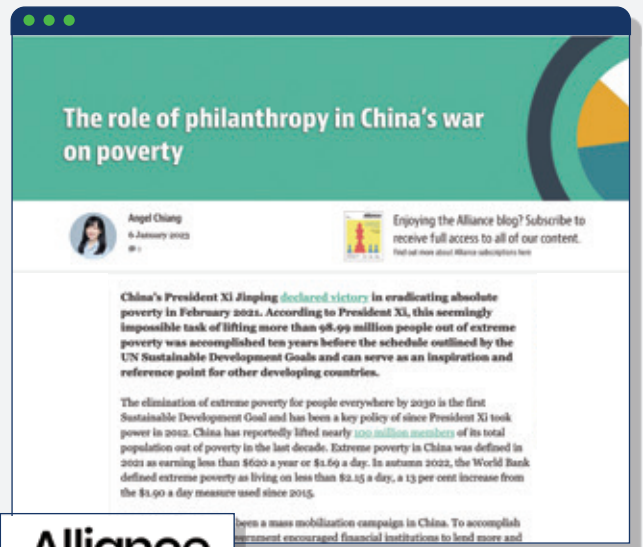 The role of philanthropy in China's war
on poverty
Angel Chiang
6 January 2023
Enjoying the Alliance blog? Subscribe to
receive full access to all of our content.
Find out more about Alliance subscriptions here
China's President Xi Jinping declared victory in eradicating absolute
poverty in February 2021. According to President Xi, this seemingly
impossible task of lifting more than 98.99 million people out of extreme
poverty was accomplished ten years before the schedule outlined by the
UN Sustainable Development Goals and can serve as an inspiration and
reference point for other developing countries.
The elimination of extreme poverty for people everywhere by 2030 is the first
Sustainable Development Goal and has been a key policy of since President Xi took
power in 2012. China has reportedly lifted nearly 100 million members of its total
population out of poverty in the last decade. Extreme poverty in China was defined in
2021 as earning less than $620 a year or $1.69 a day. In autumn 2022, the World Bank
defined extreme poverty as living on less than $2.15 a day, a 13 per cent increase from
the $1.90 a day measure used since 2015.
been a mass mobilization campaign in China. To accomplish
encouraged financial institutions to lend more and
Alliance